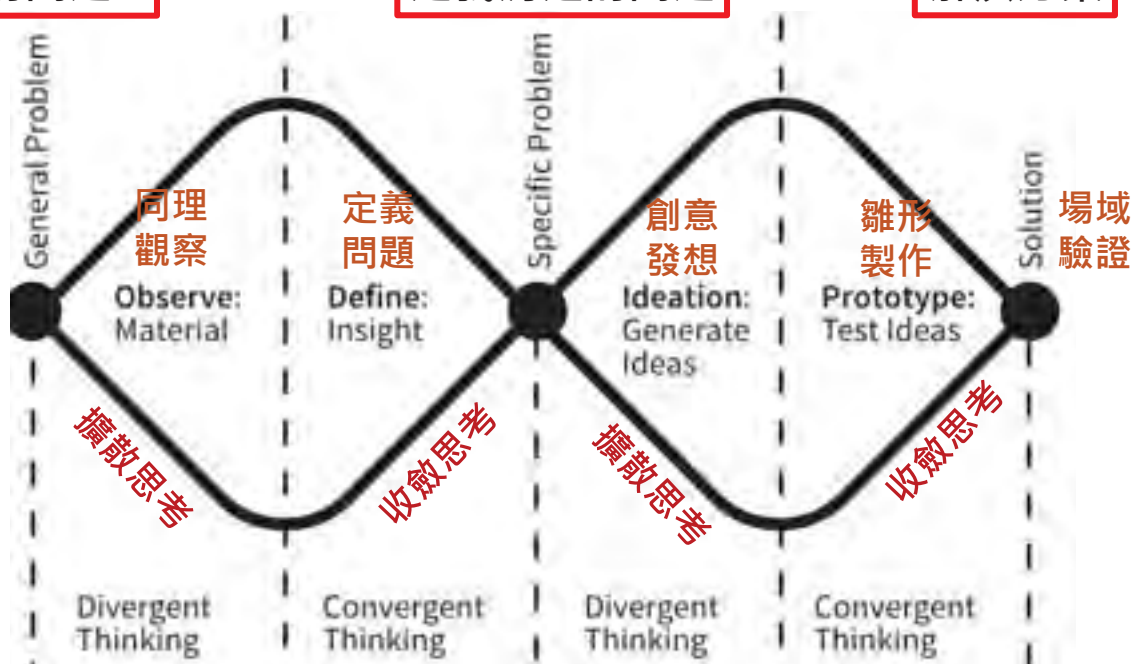 General Problem
Specific Problem
Solution
同理
觀察
Observe:
Material
定義
問題
Define:
Insight
創意
發想
Ideation:
Generate
Ideas
雛形
製作
Prototype:
Test Ideas
場域
驗證
擴散思考
收斂思考
擴散思考
收斂思考
Divergent
Thinking
Convergent
Thinking
Divergent
Thinking
Convergent
Thinking